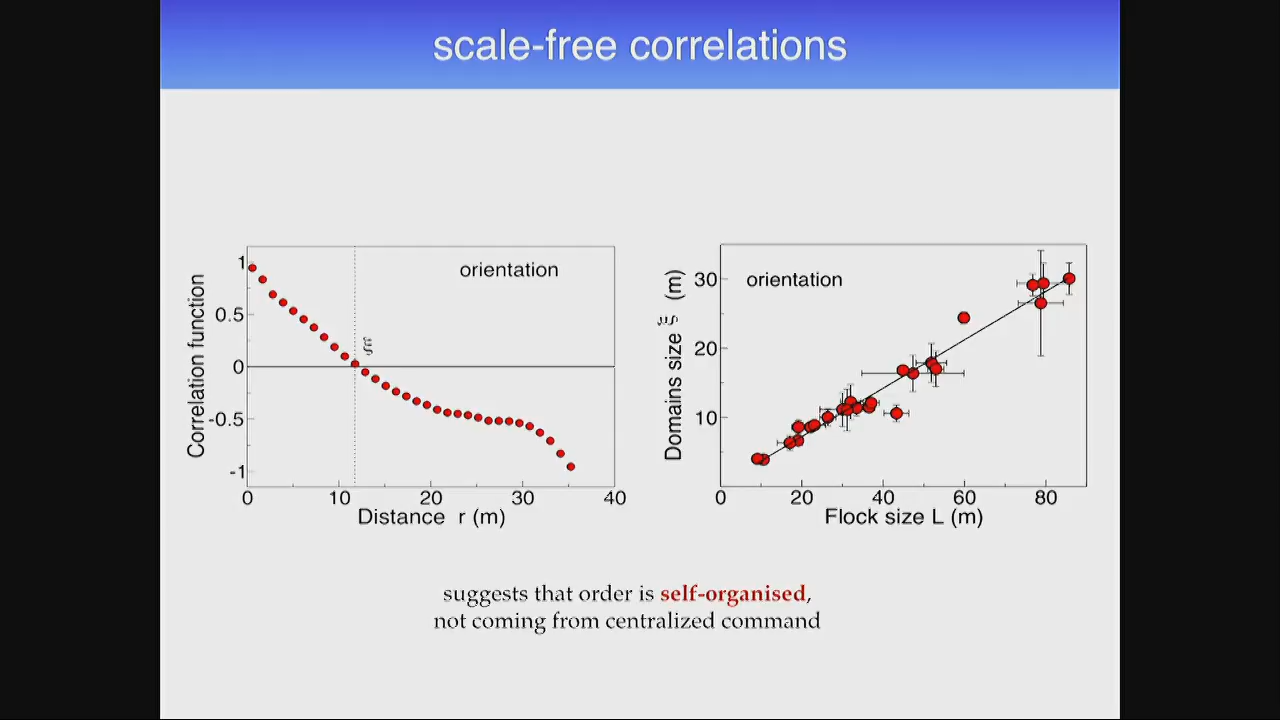 scale-free correlations
orientation
Correlation function
1
0.5
0
-0.5
-1
ξ
0
10
20
30
40
Distance r (m)
orientation
Domains size ξ (m)
30
20
10
0
20
40
60
80
Flock size L (m)
suggests that order is self-organised,
not coming from centralized command